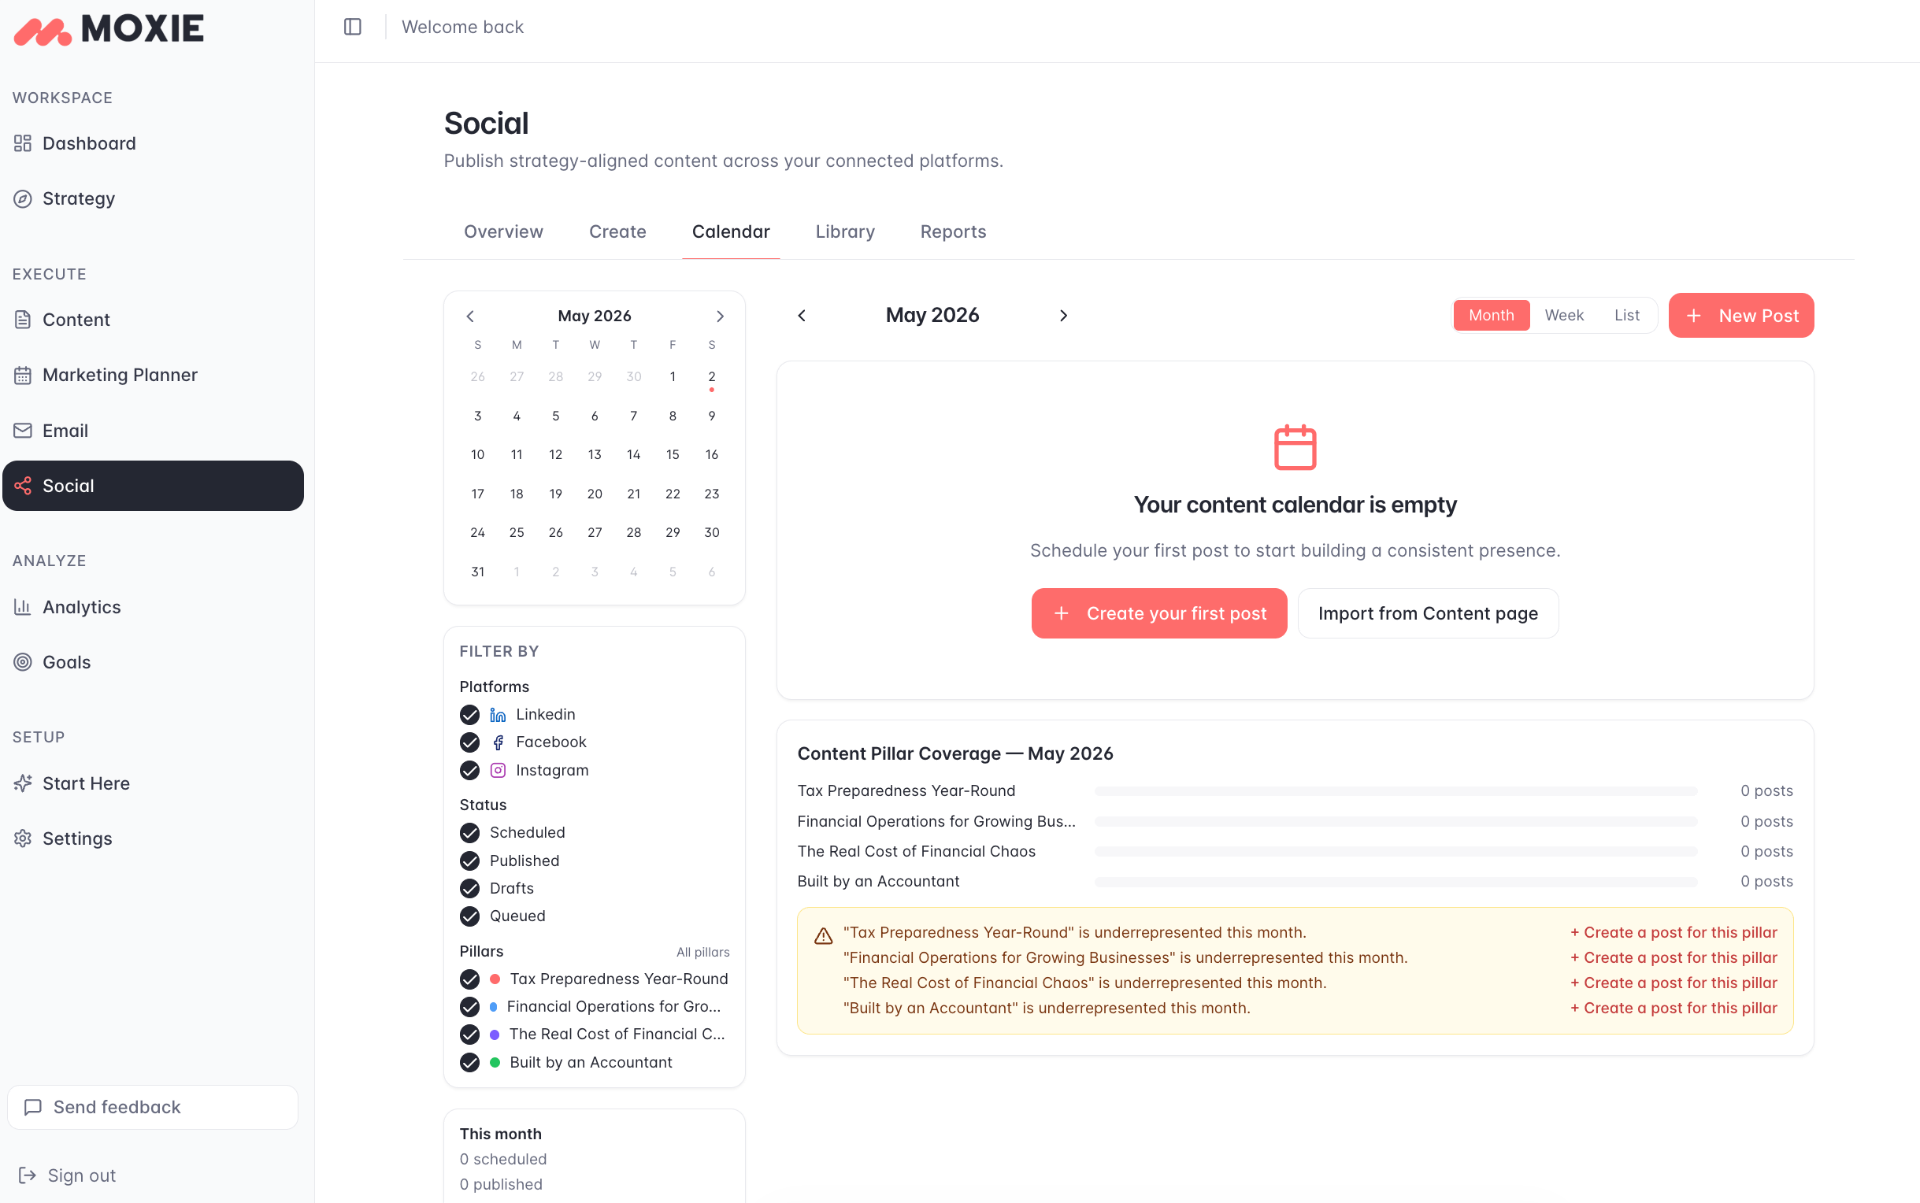 MOXIE
WORKSPACE
Dashboard
Strategy
EXECUTE
Content
Marketing Planner
Email
Social
ANALYZE
Analytics
Goals
SETUP
Start Here
Settings
Send feedback
Sign out
Welcome back
Social
Publish strategy-aligned content across your connected platforms.
Overview Create Calendar Library Reports
May 2026
S M T W T F S
26 27 28 29 30 1 2
3 4 5 6 7 8 9
10 11 12 13 14 15 16
17 18 19 20 21 22 23
24 25 26 27 28 29 30
31 1 2 3 4 5 6
FILTER BY
Platforms
Linkedin
Facebook
Instagram
Status
Scheduled
Published
Drafts
Queued
Pillars All pillars
Tax Preparedness Year-Round
Financial Operations for Gro...
The Real Cost of Financial C...
Built by an Accountant
This month
0 scheduled
0 published
May 2026
Month Week List
+ New Post
Your content calendar is empty
Schedule your first post to start building a consistent presence.
+ Create your first post
Import from Content page
Content Pillar Coverage — May 2026
Tax Preparedness Year-Round 0 posts
Financial Operations for Growing Bus... 0 posts
The Real Cost of Financial Chaos 0 posts
Built by an Accountant 0 posts
"Tax Preparedness Year-Round" is underrepresented this month. + Create a post for this pillar
"Financial Operations for Growing Businesses" is underrepresented this month. + Create a post for this pillar
"The Real Cost of Financial Chaos" is underrepresented this month. + Create a post for this pillar
"Built by an Accountant" is underrepresented this month. + Create a post for this pillar